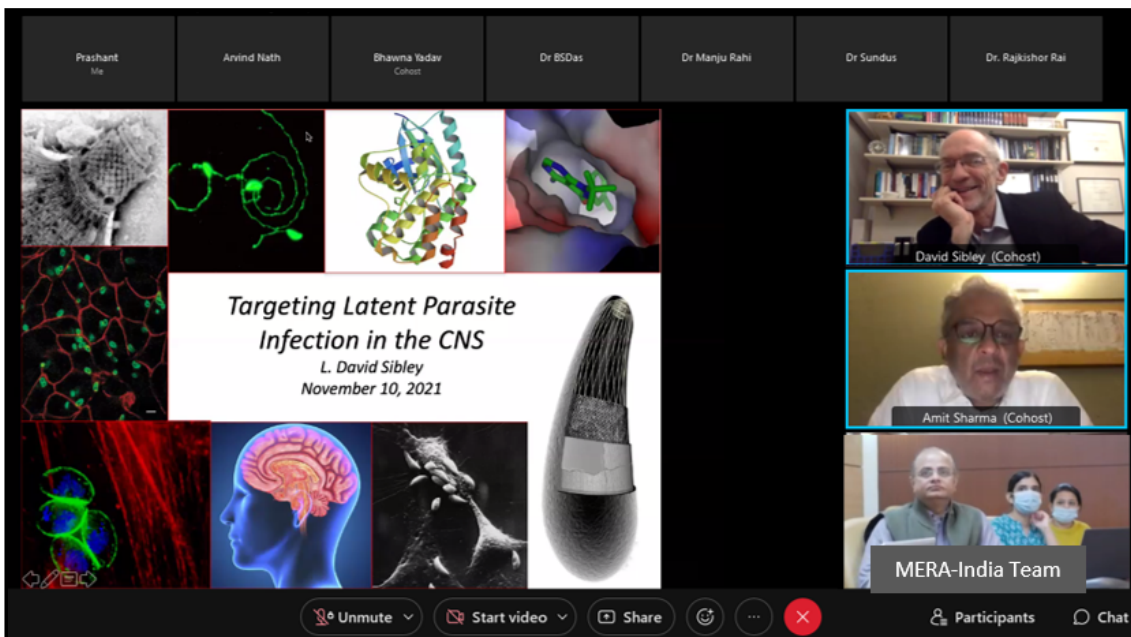 Prashant
Me
Arvind Nath
Bhawna Yadav
Cohost
Dr BSDas
Dr Manju Rahi
Dr Sundus
Dr. Rajkishor Rai
Targeting Latent Parasite
Infection in the CNS
L. David Sibley
November 10, 2021
David Sibley (Cohost)
Amit Sharma (Cohost)
MERA-India Team
Unmute
Start video
Share
Participants
Chat